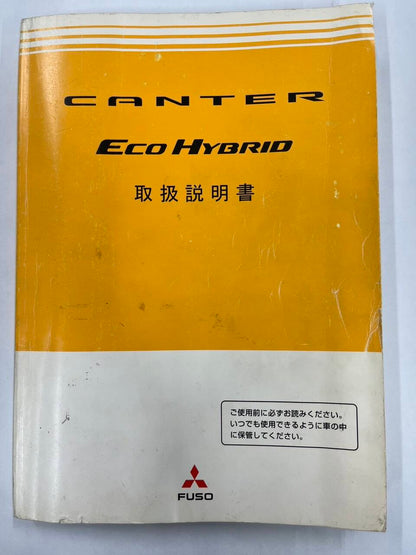 CANTER
ECO HYBRID
取扱説明書
ご使用前に必ずお読みください。
いつでも使用できるように車の中
に保管してください。
FUSO